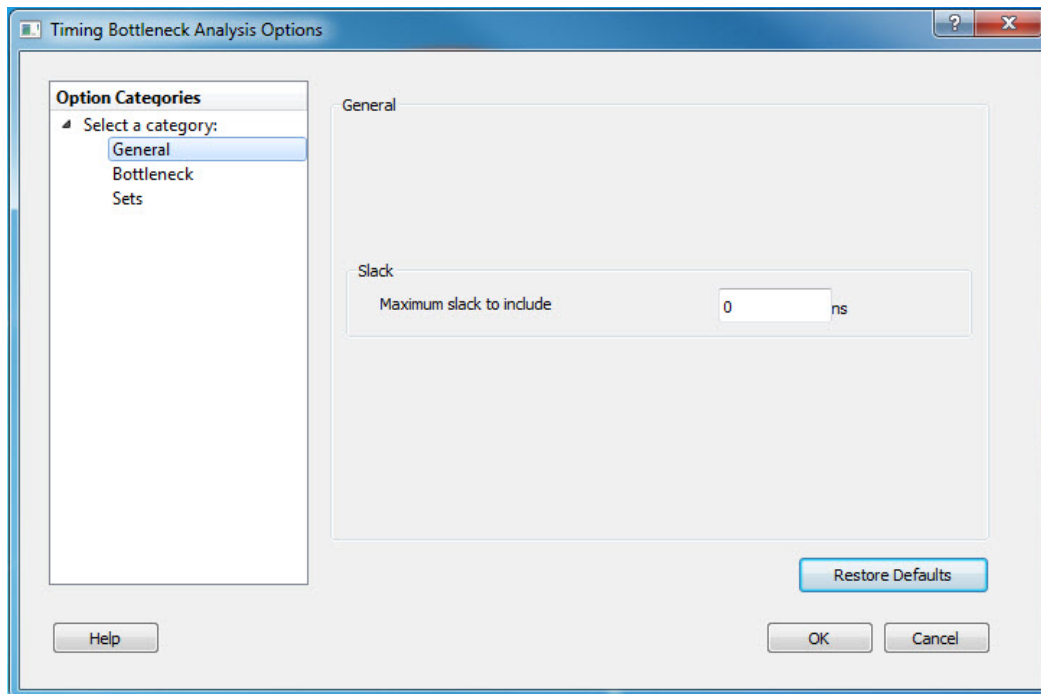 Timing Bottleneck Analysis Options
?
X
Option Categories
Select a category:
General
Bottleneck
Sets
General
Slack
Maximum slack to include 0 ns
Restore Defaults
Help OK Cancel